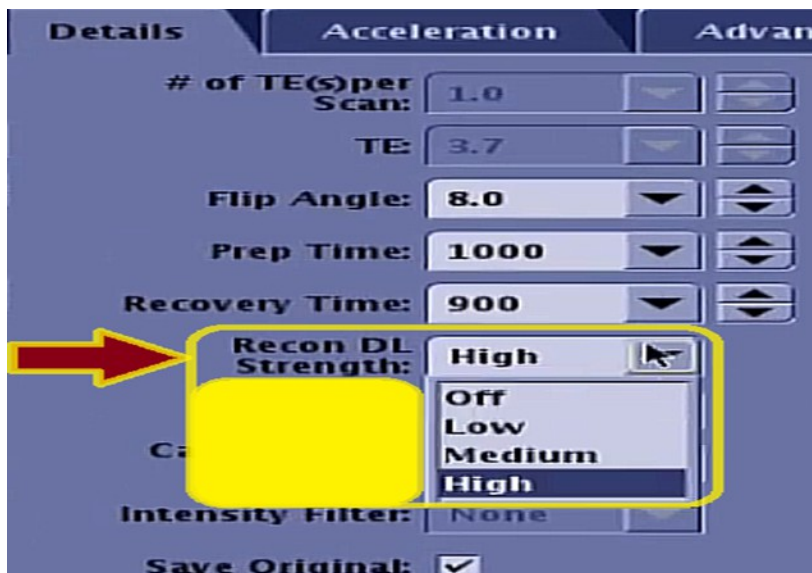 Details Acceleration Advan
# of TE(s)per
Scan: 1.0
TE: 3.7
Flip Angle: 8.0
Prep Time: 1000
Recovery Time: 900
Recon DL
Strength: High
Off
Low
Medium
High
Intensity Filter: None
Save Original: